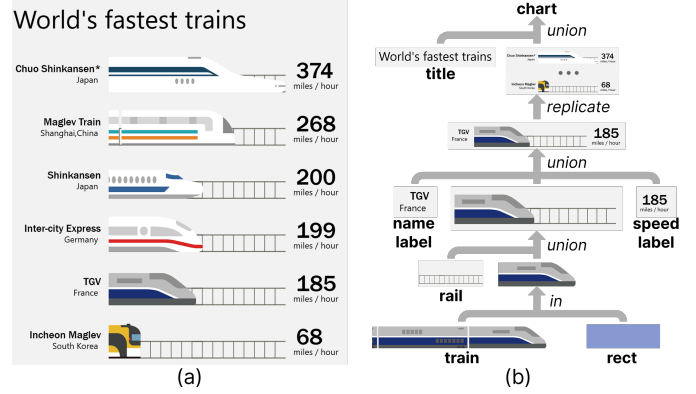 World's fastest trains
Chuo Shinkansen*
Japan
374
miles / hour
Maglev Train
Shanghai,China
268
miles / hour
Shinkansen
Japan
200
miles / hour
Inter-city Express
Germany
199
miles / hour
TGV
France
185
miles / hour
Incheon Maglev
South Korea
68
miles / hour
(a)
chart
union
World's fastest trains
title
Chuo Shinkansen*
Japan
374
miles / hour
Incheon Maglev
South Korea
68
miles / hour
replicate
TGV
France
185
miles / hour
union
TGV
France
name
label
185
miles / hour
speed
label
union
rail
in
train
rect
(b)